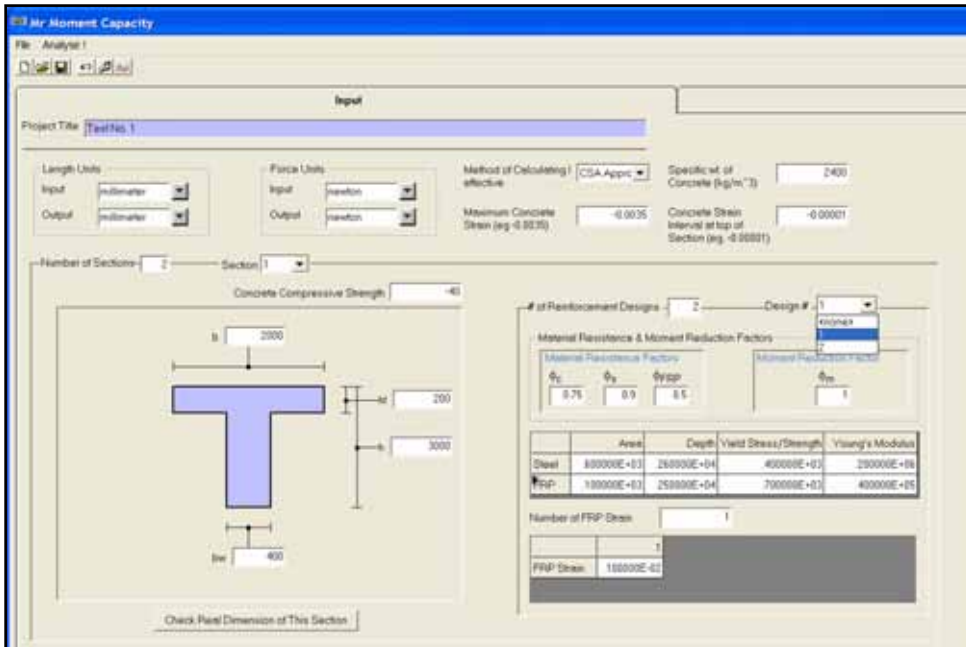 Mr Moment Capacity
File Analyse !
Input
Project Title Test No. 1
Length Units
Input millimeter
Output millimeter
Force Units
Input newton
Output newton
Method of Calculating I effective CSA Appro
Maximum Concrete Strain (eg -0.0035) -0.0035
Specific wt. of Concrete (kg/m^3) 2400
Concrete Strain Interval at top of Section (eg. -0.00001) -0.00001
Number of Sections 2 Section 1
Concrete Compressive Strength -40
b 2000
200
h 3000
bw 400
Check Real Dimension of This Section
# of Reinforcement Designs 2 Design # 1
1
2
Material Resistance & Moment Reduction Factors
Material Resistance Factors
ϕc ϕs ϕFRP
0.75 0.9 0.5
Moment Reduction Factor
ϕm
1
Area Depth Yield Stress/Strength Young's Modulus
Steel .600000E+03 .260000E+04 .400000E+03 .200000E+06
FRP .100000E+03 .250000E+04 .700000E+03 .400000E+05
Number of FRP Strain 1
1
FRP Strain .100000E-02